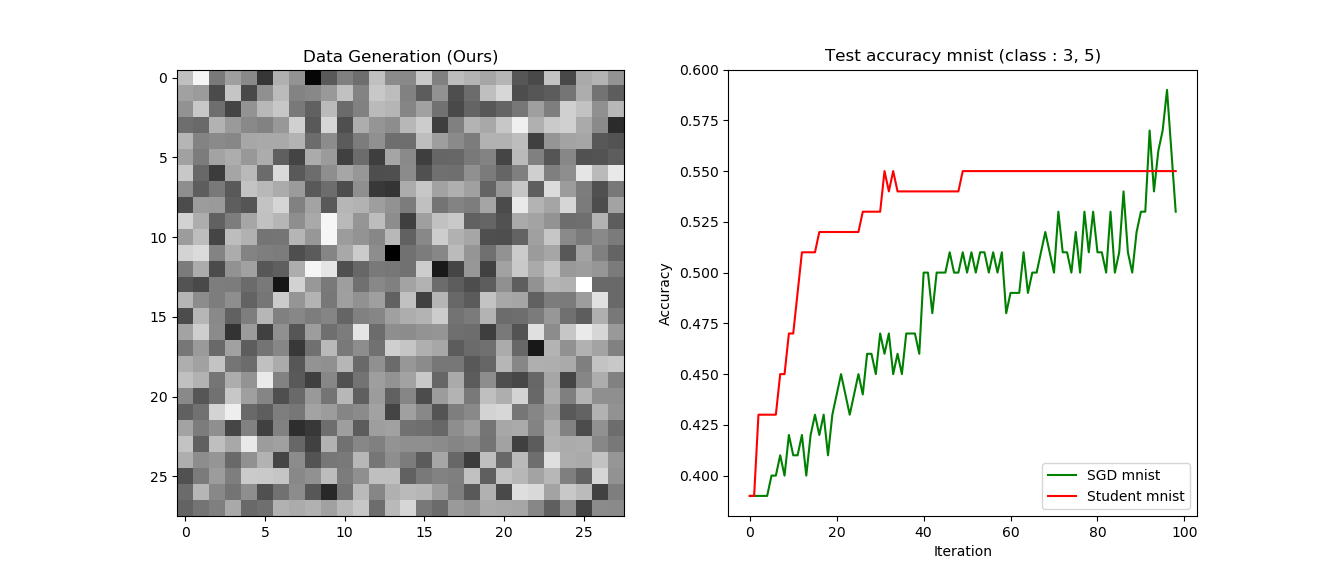 Data Generation (Ours)
0
5
10
15
20
25
0 5 10 15 20 25
Test accuracy mnist (class : 3, 5)
Accuracy
0.600
0.575
0.550
0.525
0.500
0.475
0.450
0.425
0.400
0 20 40 60 80 100
Iteration
SGD mnist
Student mnist